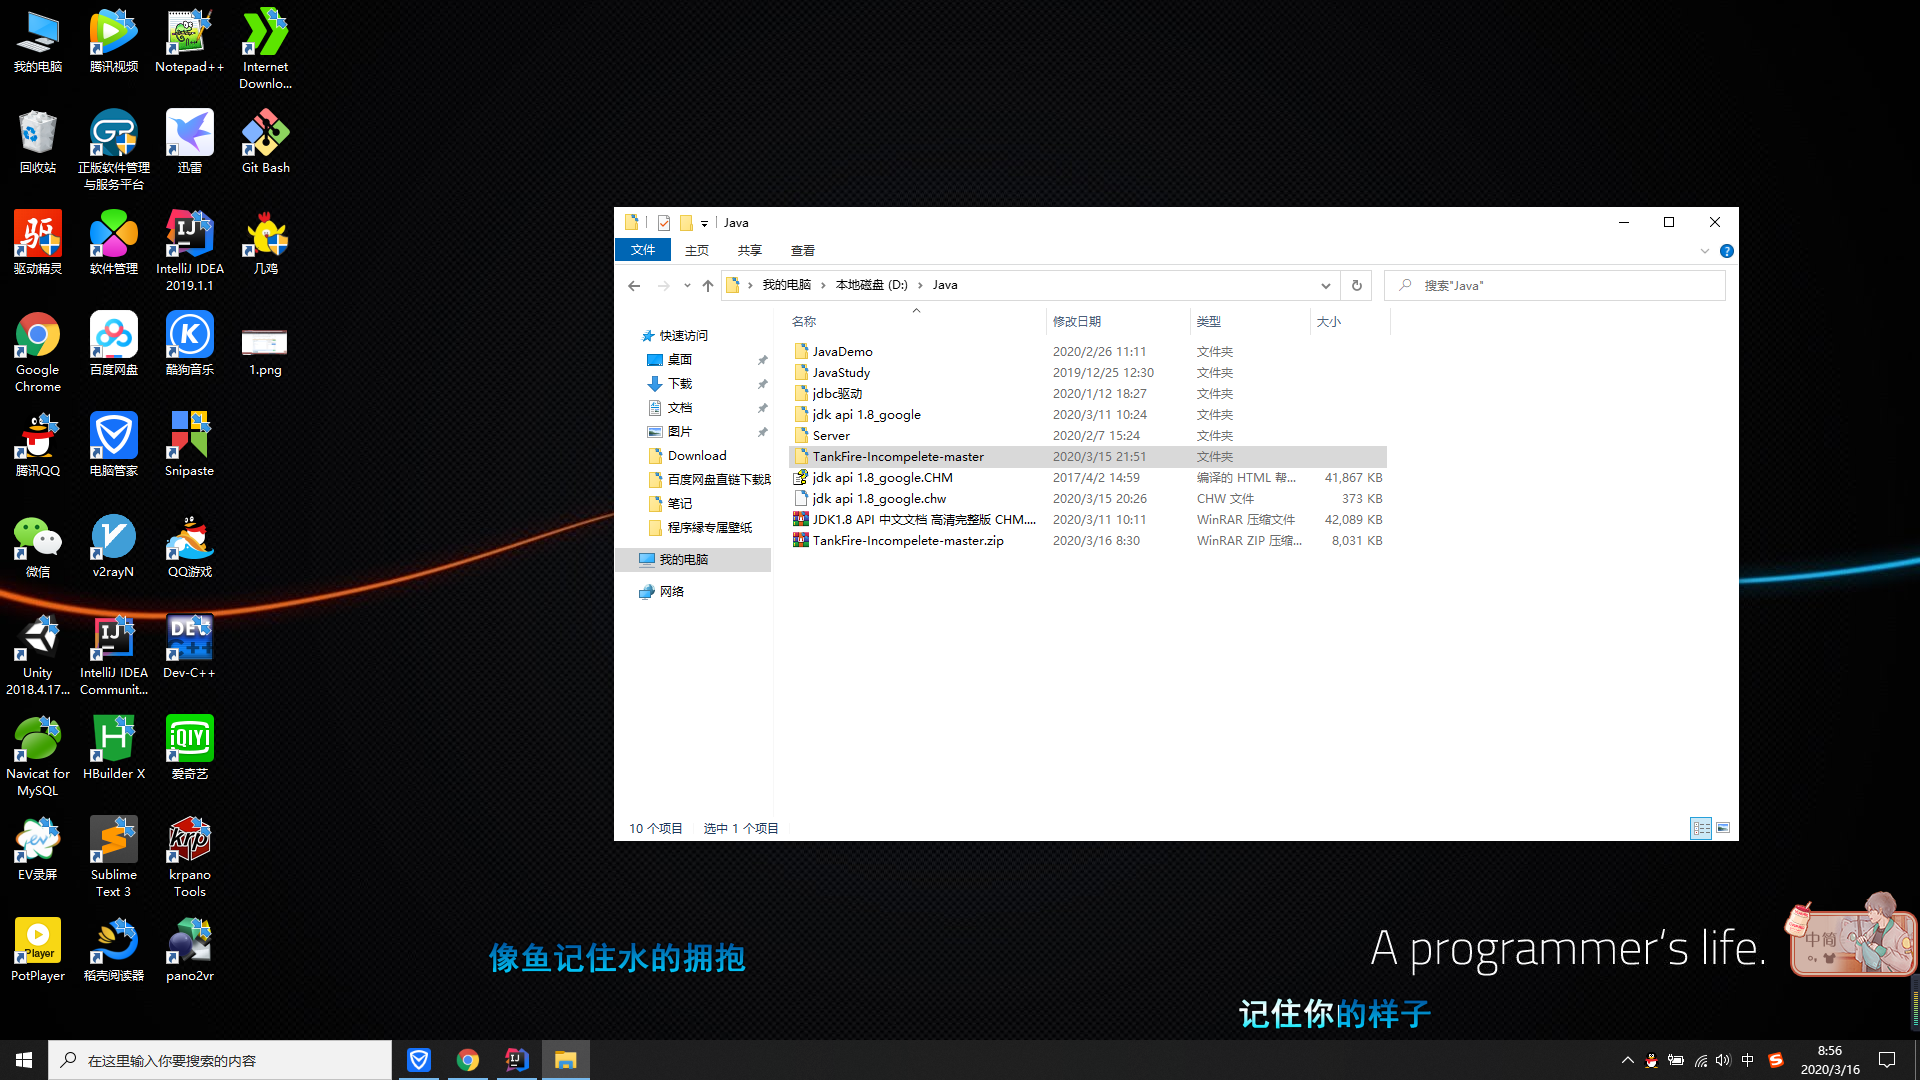 我的电脑
腾讯视频
Notepad++
Internet
Downlo...
回收站
正版软件管理
与服务平台
迅雷
Git Bash
驱动精灵
软件管理
IntelliJ IDEA
2019.1.1
几鸡
Google
Chrome
百度网盘
酷狗音乐
1.png
腾讯QQ
电脑管家
Snipaste
微信
v2rayN
QQ游戏
Unity
2018.4.17...
IntelliJ IDEA
Communit...
Dev-C++
Navicat for
MySQL
HBuilder X
爱奇艺
EV录屏
Sublime
Text 3
krpano
Tools
PotPlayer
稻壳阅读器
pano2vr
Java
文件 主页 共享 查看
我的电脑 本地磁盘 (D:) Java
搜索"Java"
快速访问
桌面
下载
文档
图片
Download
百度网盘直链下载助
笔记
程序缘专属壁纸
我的电脑
网络
名称 修改日期 类型 大小
JavaDemo 2020/2/26 11:11 文件夹
JavaStudy 2019/12/25 12:30 文件夹
jdbc驱动 2020/1/12 18:27 文件夹
jdk api 1.8_google 2020/3/11 10:24 文件夹
Server 2020/2/7 15:24 文件夹
TankFire-Incompelete-master 2020/3/15 21:51 文件夹
jdk api 1.8_google.CHM 2017/4/2 14:59 编译的 HTML 帮... 41,867 KB
jdk api 1.8_google.chw 2020/3/15 20:26 CHW 文件 373 KB
JDK1.8 API 中文文档 高清完整版 CHM.... 2020/3/11 10:11 WinRAR 压缩文件 42,089 KB
TankFire-Incompelete-master.zip 2020/3/16 8:30 WinRAR ZIP 压缩... 8,031 KB
10 个项目 选中 1 个项目
像鱼记住水的拥抱
A programmer‘s life.
中简
记住你的样子
在这里输入你要搜索的内容
中
8:56
2020/3/16